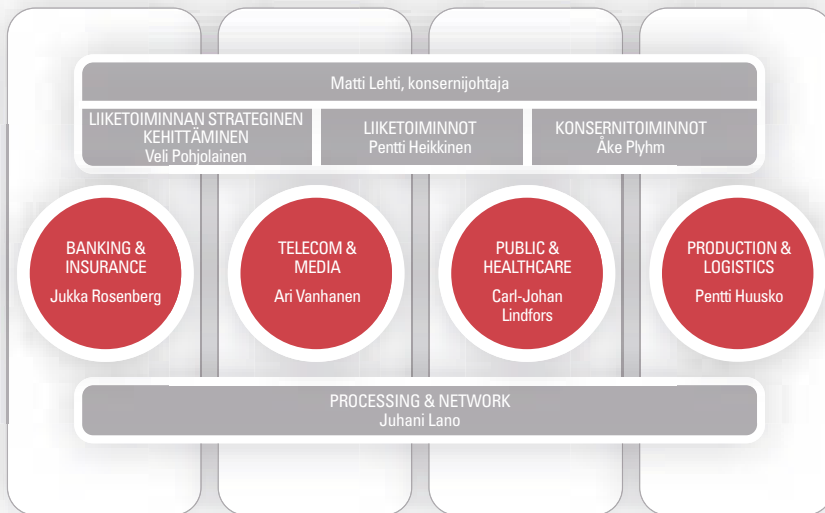 Matti Lehti, konsernijohtaja
LIIKETOIMINNAN STRATEGINEN
KEHITTÄMINEN
Veli Pohjolainen
LIIKETOIMINNOT
Pentti Heikkinen
KONSERNITOIMINNOT
Åke Plyhm
BANKING &
INSURANCE
Jukka Rosenberg
TELECOM &
MEDIA
Ari Vanhanen
PUBLIC &
HEALTHCARE
Carl-Johan
Lindfors
PRODUCTION &
LOGISTICS
Pentti Huusko
PROCESSING & NETWORK
Juhani Lano